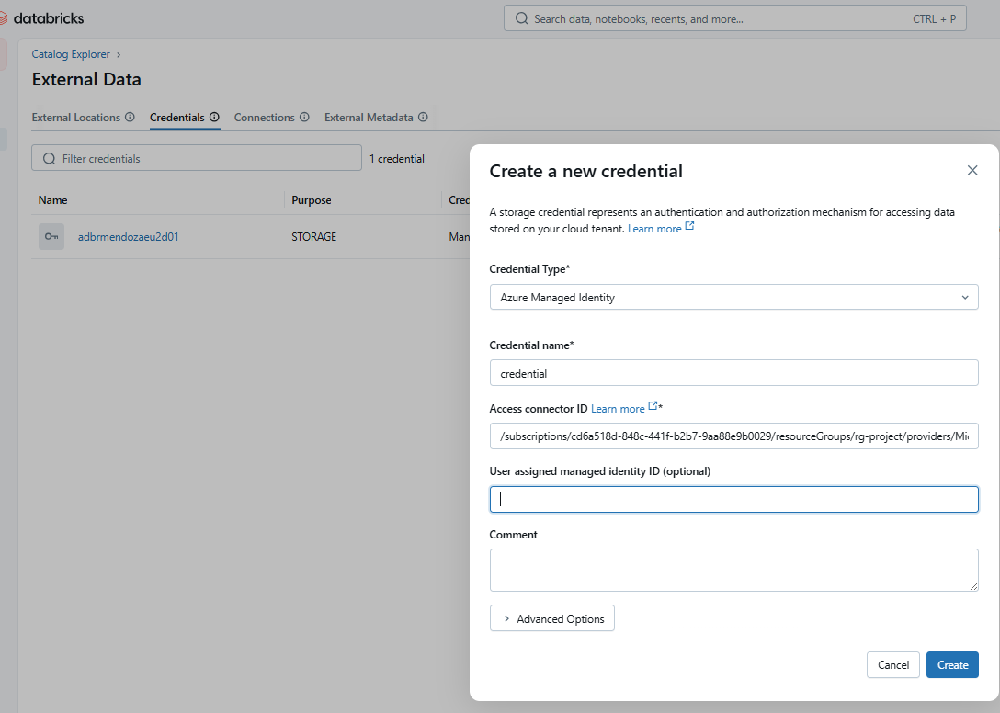 databricks
Search data, notebooks, recents, and more...
CTRL + P
Catalog Explorer ›
External Data
External Locations
Credentials
Connections
External Metadata
Filter credentials
1 credential
Name
Purpose
Cred
adbrmendozaeu2d01
STORAGE
Man
Create a new credential
A storage credential represents an authentication and authorization mechanism for accessing data
stored on your cloud tenant. Learn more
Credential Type*
Azure Managed Identity
Credential name*
credential
Access connector ID Learn more *
/subscriptions/cd6a518d-848c-441f-b2b7-9aa88e9b0029/resourceGroups/rg-project/providers/Mi
User assigned managed identity ID (optional)
Comment
Advanced Options
Cancel
Create